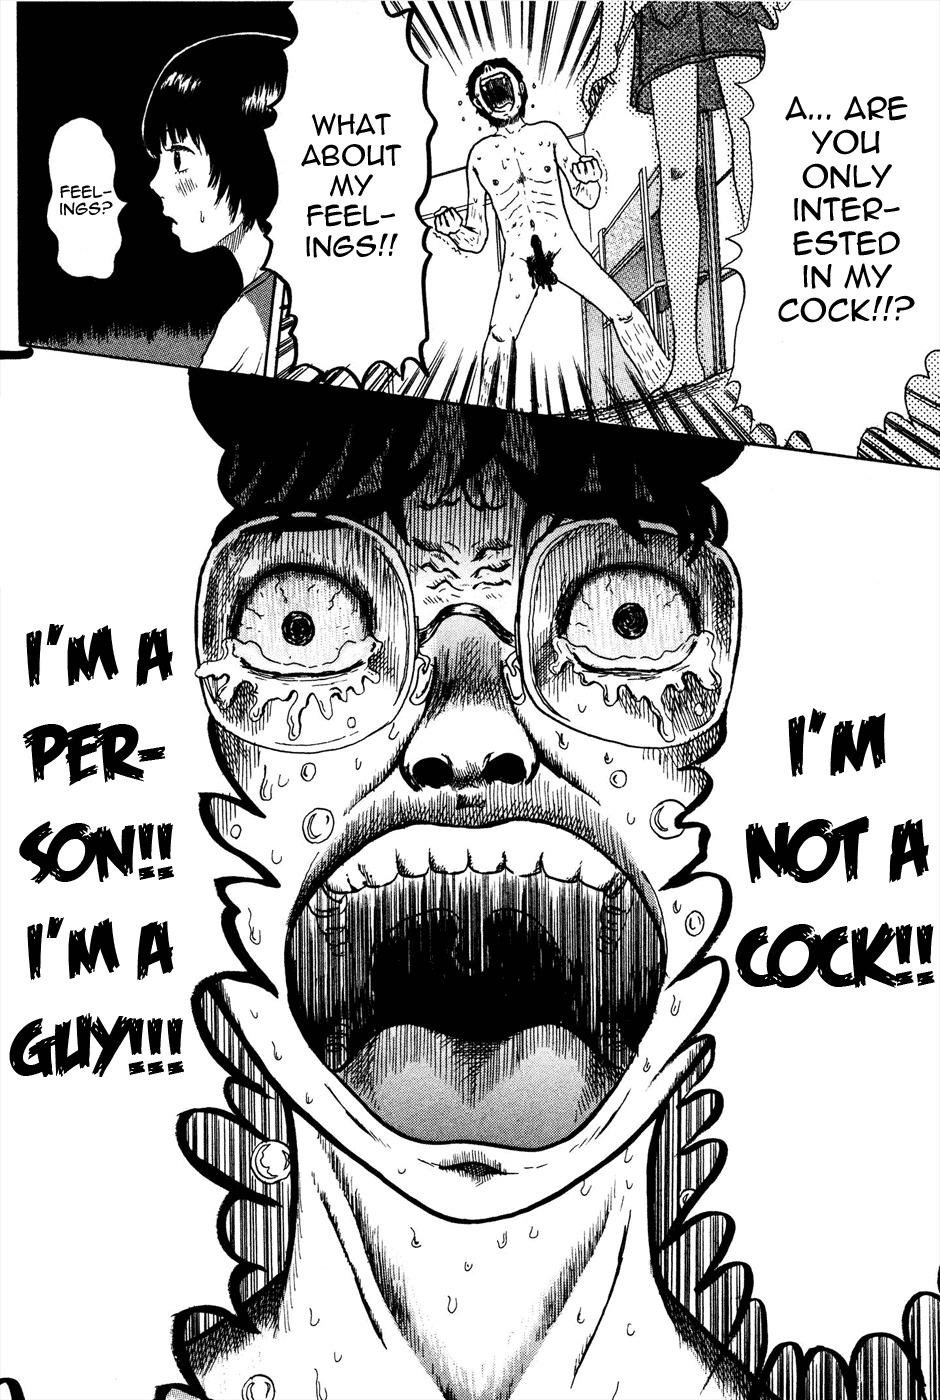 A... ARE
YOU
ONLY
INTER-
ESTED
IN MY
COCK!!?
WHAT
ABOUT
MY
FEEL-
INGS!!
FEEL-
INGS?
I'M
NOT A
COCK!!
I'M A
PER-
SON!!
I'M A
GUY!!!